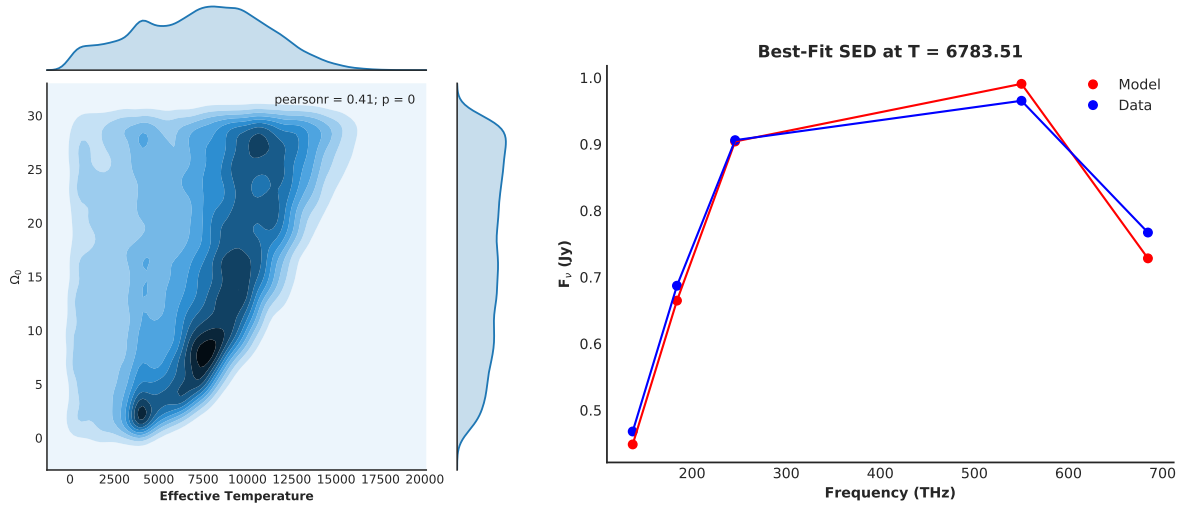 pearsonr = 0.41; p = 0
30
25
20
15
10
5
0
Ω0
0 2500 5000 7500 10000 12500 15000 17500 20000
Effective Temperature
Best-Fit SED at T = 6783.51
Model
Data
1.0
0.9
0.8
0.7
0.6
0.5
Fν (Jy)
200 300 400 500 600 700
Frequency (THz)